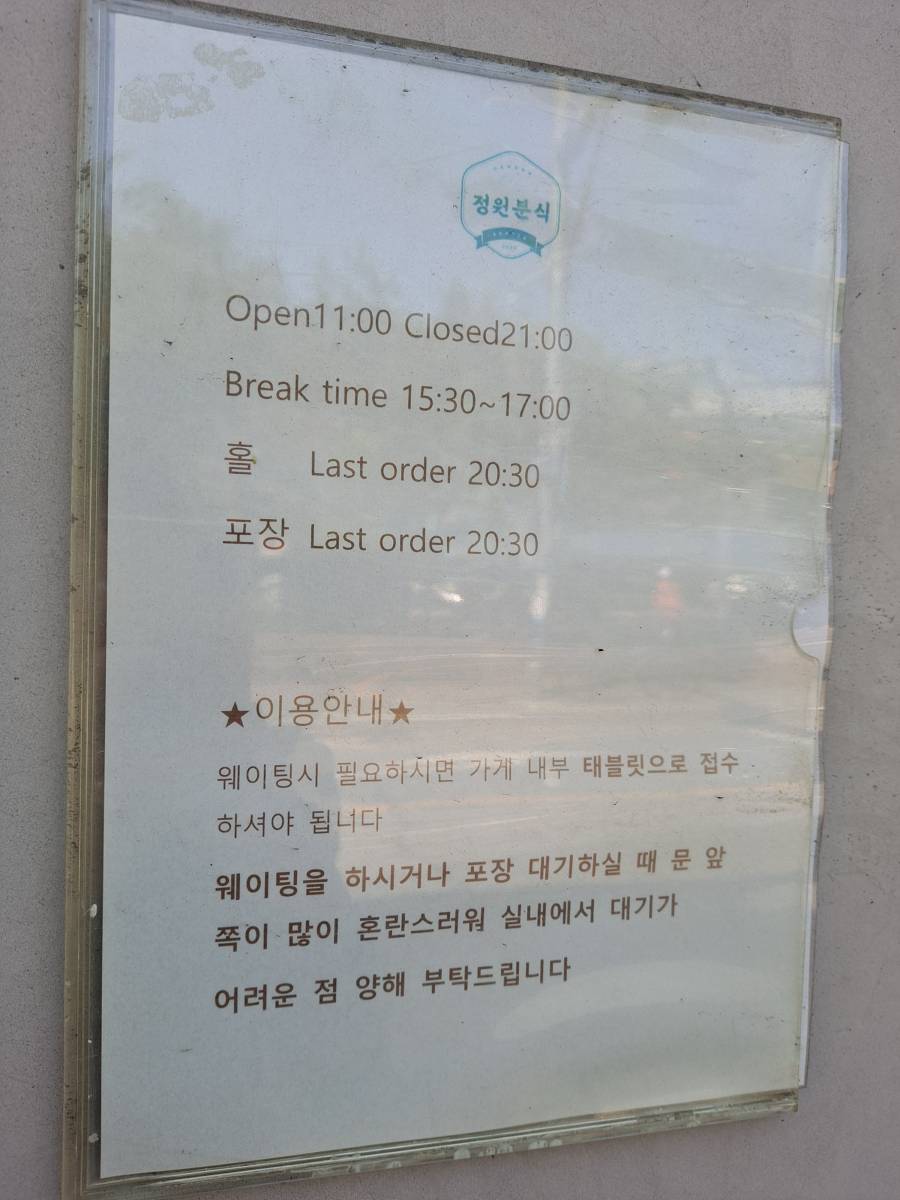 정원분식
Open11:00 Closed21:00
Break time 15:30~17:00
홀 Last order 20:30
포장 Last order 20:30
★이용안내★
웨이팅시 필요하시면 가게 내부 태블릿으로 접수
하셔야 됩니다
웨이팅을 하시거나 포장 대기하실 때 문 앞
쪽이 많이 혼란스러워 실내에서 대기가
어려운 점 양해 부탁드립니다